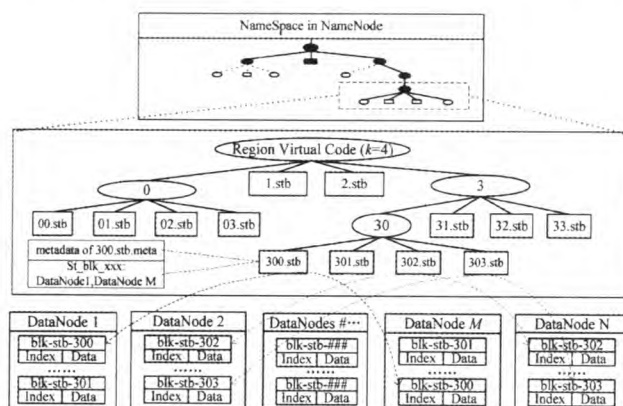 NameSpace in NameNode
Region Virtual Code (k=4)
0
1.stb
2.stb
3
00.stb
01.stb
02.stb
03.stb
30
31.stb
32.stb
33.stb
metadata of 300.stb.meta
St_blk_xxx:
DataNode1,DataNode M
300.stb
301.stb
302.stb
303.stb
DataNode 1
blk-stb-300
Index Data
......
blk-stb-301
Index Data
DataNode 2
blk-stb-302
Index Data
......
blk-stb-303
Index Data
DataNodes #···
blk-stb-###
Index Data
......
blk-stb-###
Index Data
DataNode M
blk-stb-301
Index Data
......
blk-stb-300
Index Data
DataNode N
blk-stb-302
Index Data
......
blk-stb-303
Index Data